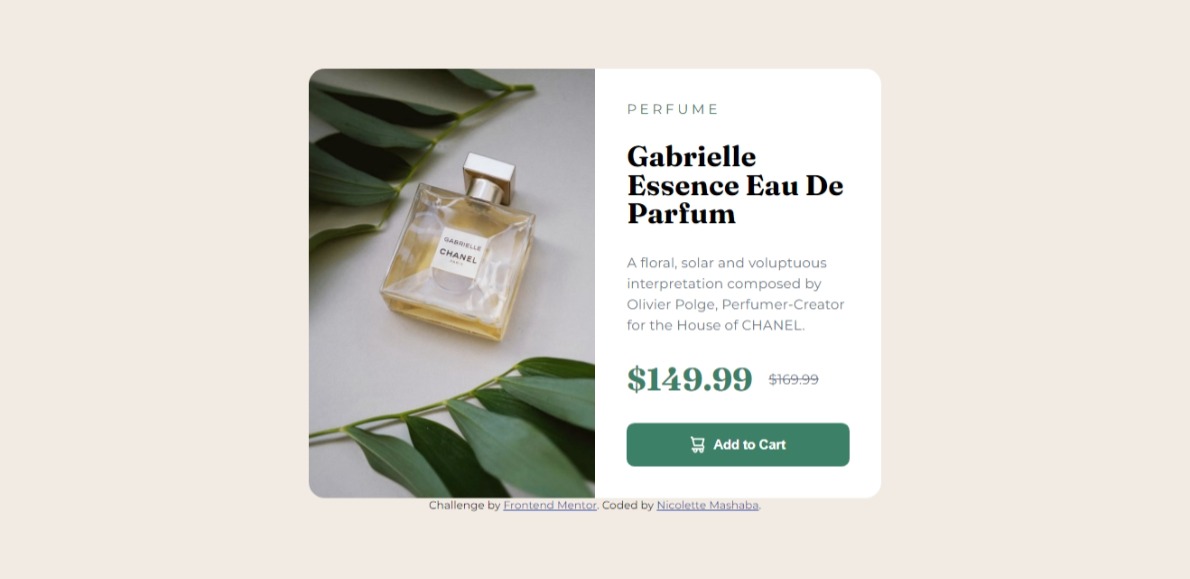 PERFUME
Gabrielle
Essence Eau De
Parfum
A floral, solar and voluptuous
interpretation composed by
Olivier Polge, Perfumer-Creator
for the House of CHANEL.
$149.99 $169.99
Add to Cart
GABRIELLE
CHANEL
PARIS
Challenge by Frontend Mentor. Coded by Nicolette Mashaba.